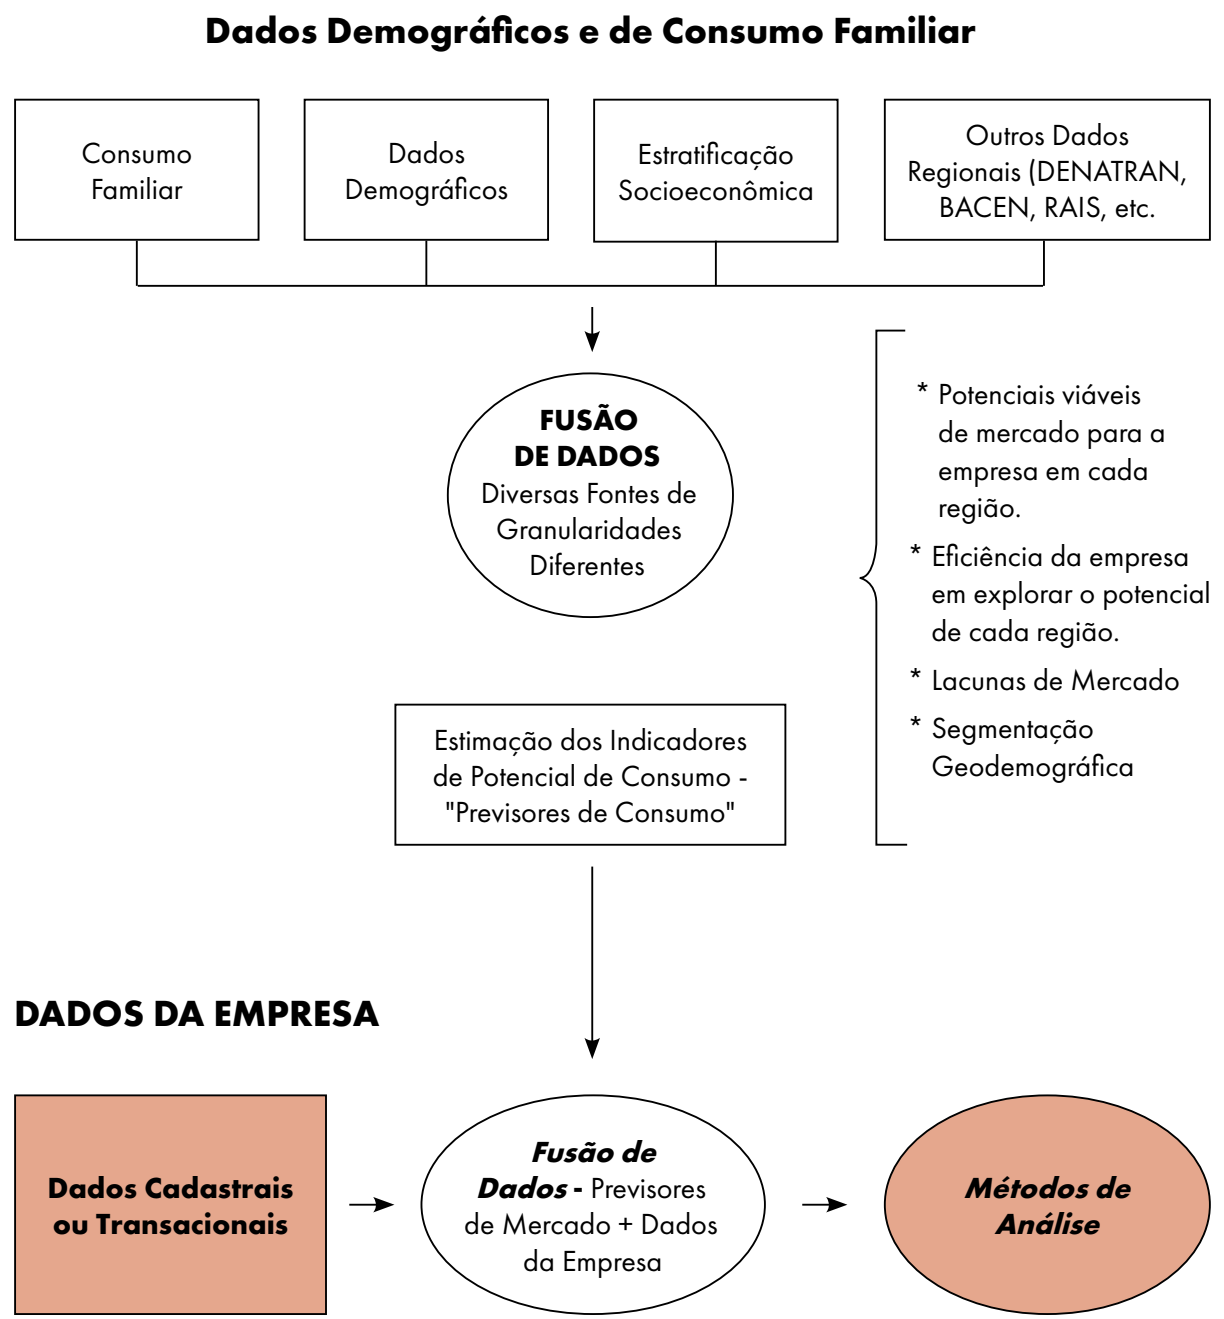 Dados Demográficos e de Consumo Familiar
Consumo
Familiar
Dados
Demográficos
Estratificação
Socioeconômica
Outros Dados
Regionais (DENATRAN,
BACEN, RAIS, etc.
FUSÃO
DE DADOS
Diversas Fontes de
Granularidades
Diferentes
* Potenciais viáveis
de mercado para a
empresa em cada
região.
* Eficiência da empresa
em explorar o potencial
de cada região.
* Lacunas de Mercado
* Segmentação
Geodemográfica
Estimação dos Indicadores
de Potencial de Consumo -
"Previsores de Consumo"
DADOS DA EMPRESA
Dados Cadastrais
ou Transacionais
Fusão de
Dados - Previsores
de Mercado + Dados
da Empresa
Métodos de
Análise